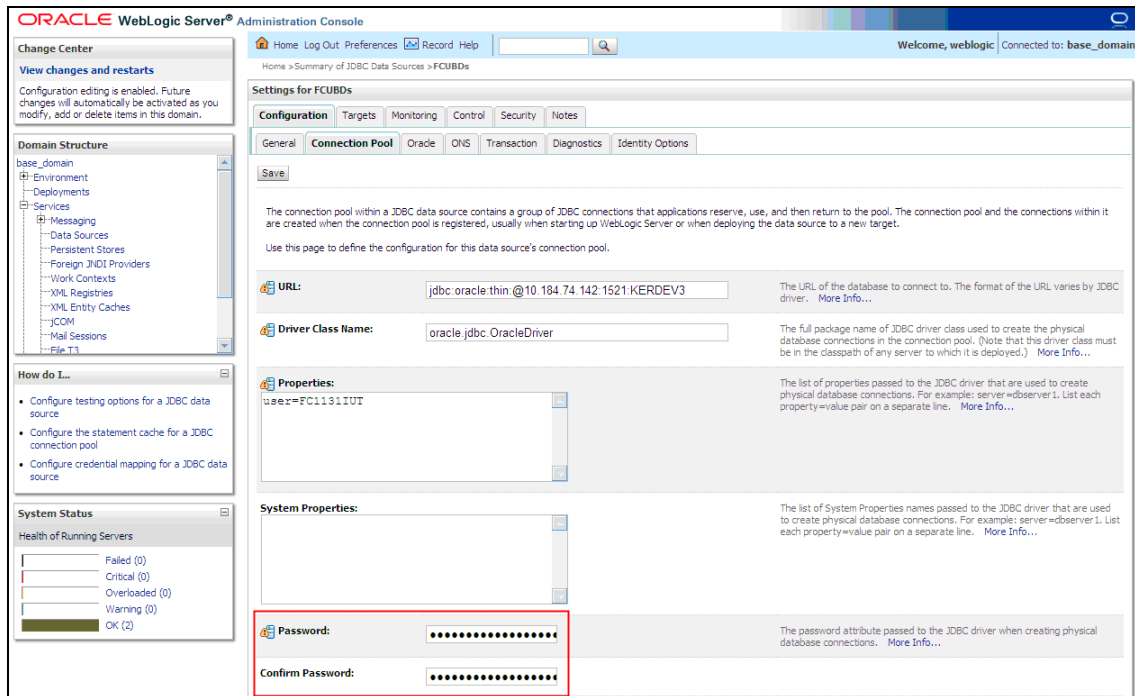 ORACLE WebLogic Server® Administration Console
Change Center
View changes and restarts
Configuration editing is enabled. Future
changes will automatically be activated as you
modify, add or delete items in this domain.
Domain Structure
base_domain
Environment
Deployments
Services
Messaging
Data Sources
Persistent Stores
Foreign JNDI Providers
Work Contexts
XML Registries
XML Entity Caches
jCOM
Mail Sessions
File T3
How do I...
Configure testing options for a JDBC data
source
Configure the statement cache for a JDBC
connection pool
Configure credential mapping for a JDBC data
source
System Status
Health of Running Servers
Failed (0)
Critical (0)
Overloaded (0)
Warning (0)
OK (2)
Home Log Out Preferences Record Help
Welcome, weblogic Connected to: base_domain
Home >Summary of JDBC Data Sources >FCUBDs
Settings for FCUBDs
Configuration Targets Monitoring Control Security Notes
General Connection Pool Oracle ONS Transaction Diagnostics Identity Options
Save
The connection pool within a JDBC data source contains a group of JDBC connections that applications reserve, use, and then return to the pool. The connection pool and the connections within it
are created when the connection pool is registered, usually when starting up WebLogic Server or when deploying the data source to a new target.
Use this page to define the configuration for this data source's connection pool.
URL:
jdbc:oracle:thin:@10.184.74.142:1521:KERDEV3
The URL of the database to connect to. The format of the URL varies by JDBC
driver. More Info...
Driver Class Name:
oracle.jdbc.OracleDriver
The full package name of JDBC driver class used to create the physical
database connections in the connection pool. (Note that this driver class must
be in the classpath of any server to which it is deployed.) More Info...
Properties:
user=FC1131IUT
The list of properties passed to the JDBC driver that are used to create
physical database connections. For example: server=dbserver1. List each
property=value pair on a separate line. More Info...
System Properties:
The list of System Properties names passed to the JDBC driver that are used
to create physical database connections. For example: server=dbserver1. List
each property=value pair on a separate line. More Info...
Password:
●●●●●●●●●●●●●●●●●●
The password attribute passed to the JDBC driver when creating physical
database connections. More Info...
Confirm Password:
●●●●●●●●●●●●●●●●●●